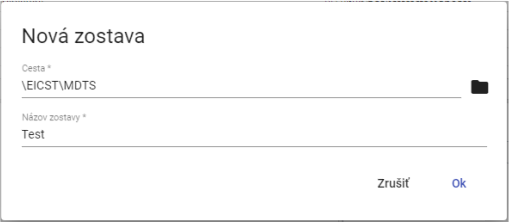 Nová zostava
Cesta *
\EICST\MDTS
Názov zostavy *
Test
Zrušiť Ok